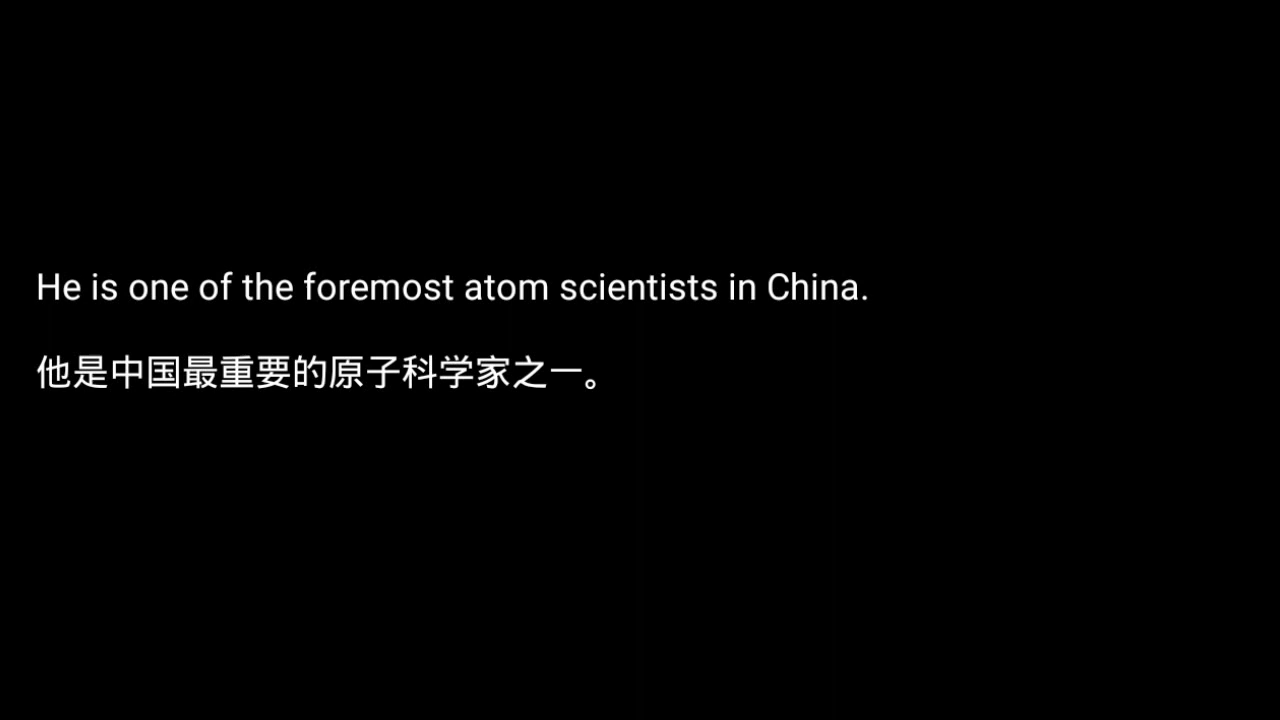 He is one of the foremost atom scientists in China.
他是中国最重要的原子科学家之一。